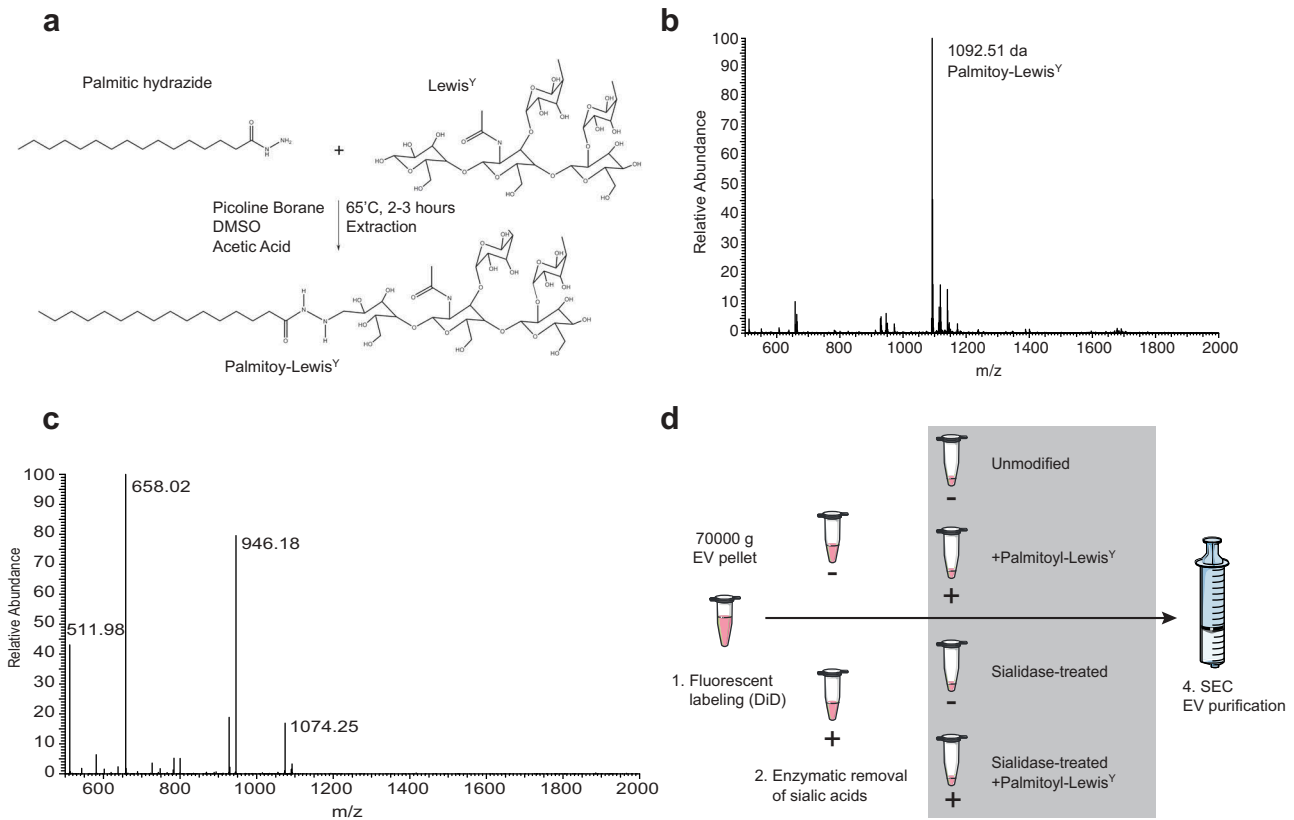 a
Palmitic hydrazide
Lewis^Y
O
N
H
NH₂
+
Picoline Borane
DMSO
Acetic Acid
65'C, 2-3 hours
Extraction
Palmitoy-Lewis^Y
b
1092.51 da
Palmitoy-Lewis^Y
Relative Abundance
100
90
80
70
60
50
40
30
20
10
0
600 800 1000 1200 1400 1600 1800 2000
m/z
c
Relative Abundance
100
90
80
70
60
50
40
30
20
10
0
658.02
946.18
511.98
1074.25
600 800 1000 1200 1400 1600 1800 2000
m/z
d
70000 g
EV pellet
1. Fluorescent
labeling (DiD)
-
+
2. Enzymatic removal
of sialic acids
Unmodified
-
+Palmitoyl-Lewis^Y
+
Sialidase-treated
-
Sialidase-treated
+Palmitoyl-Lewis^Y
+
4. SEC
EV purification